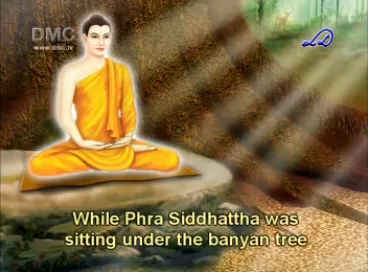 DMC
www.dmc.tv
While Phra Siddhattha was
sitting under the banyan tree